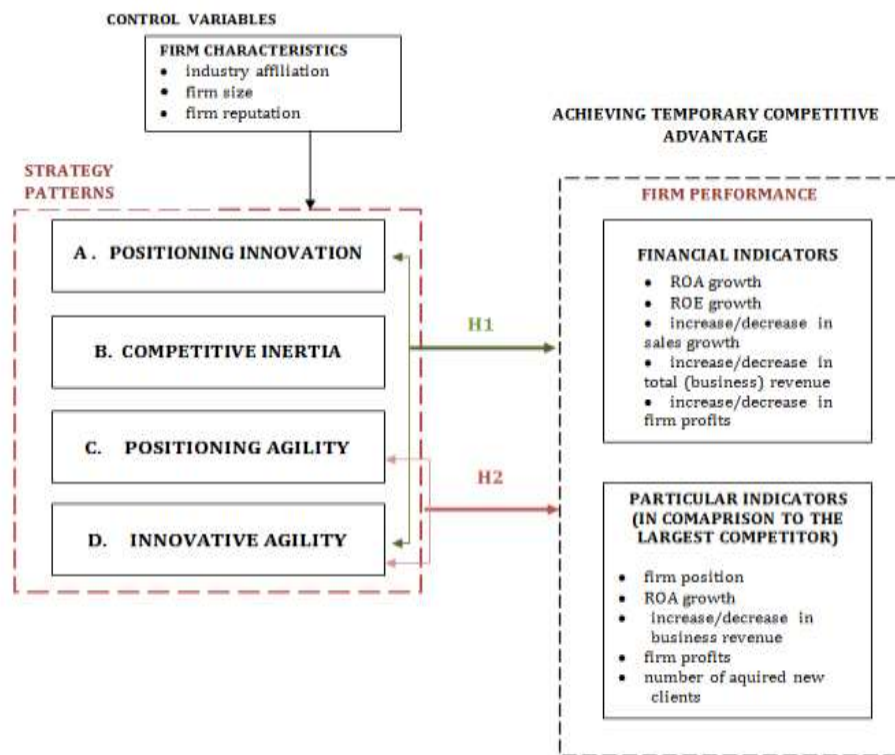 CONTROL VARIABLES
FIRM CHARACTERISTICS
• industry affiliation
• firm size
• firm reputation
ACHIEVING TEMPORARY COMPETITIVE
ADVANTAGE
STRATEGY
PATTERNS
A . POSITIONING INNOVATION
B. COMPETITIVE INERTIA
C. POSITIONING AGILITY
D. INNOVATIVE AGILITY
H1
H2
FIRM PERFORMANCE
FINANCIAL INDICATORS
• ROA growth
• ROE growth
• increase/decrease in
sales growth
• increase/decrease in
total (business) revenue
• increase/decrease in
firm profits
PARTICULAR INDICATORS
(IN COMAPRISON TO THE
LARGEST COMPETITOR)
• firm position
• ROA growth
• increase/decrease in
business revenue
• firm profits
• number of aquired new
clients